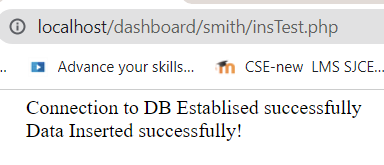 localhost/dashboard/smith/insTest.php
.. Advance your skills... CSE-new LMS SJCE...
Connection to DB Establised successfully
Data Inserted successfully!